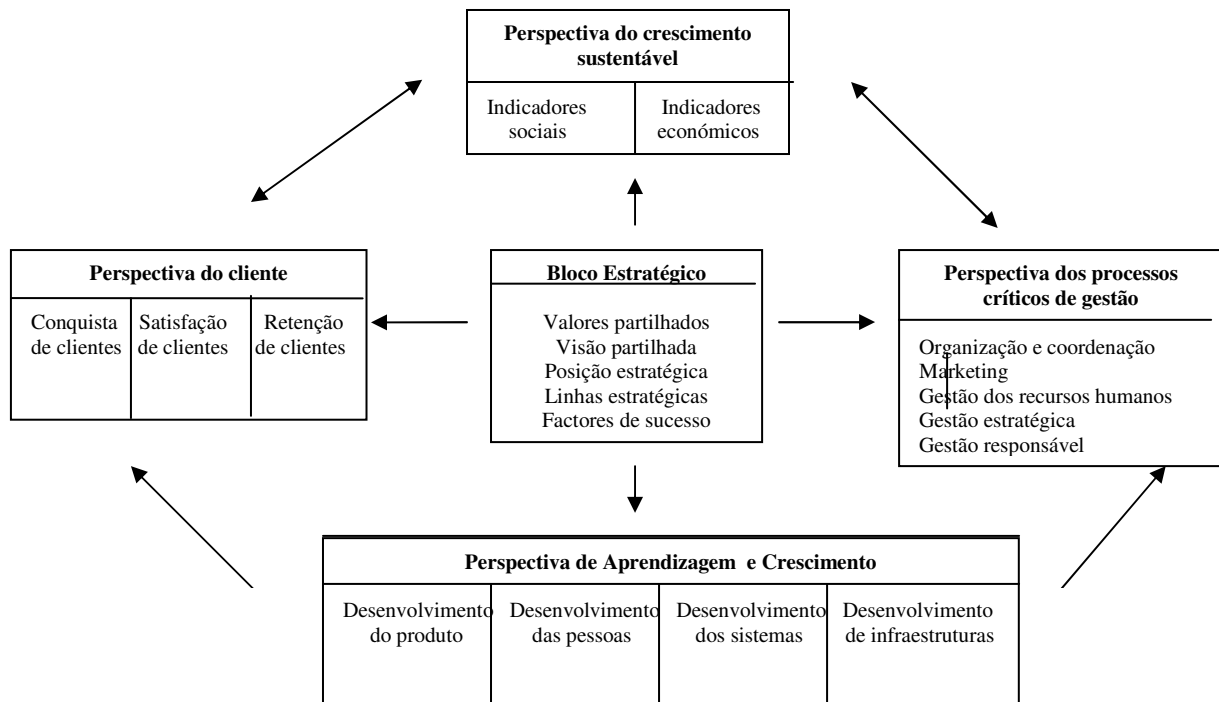 Perspectiva do crescimento
sustentável
Indicadores
sociais
Indicadores
económicos
Perspectiva do cliente
Conquista
de clientes
Satisfação
de clientes
Retenção
de clientes
Bloco Estratégico
Valores partilhados
Visão partilhada
Posição estratégica
Linhas estratégicas
Factores de sucesso
Perspectiva dos processos
críticos de gestão
Organização e coordenação
Marketing
Gestão dos recursos humanos
Gestão estratégica
Gestão responsável
Perspectiva de Aprendizagem e Crescimento
Desenvolvimento
do produto
Desenvolvimento
das pessoas
Desenvolvimento
dos sistemas
Desenvolvimento
de infraestruturas